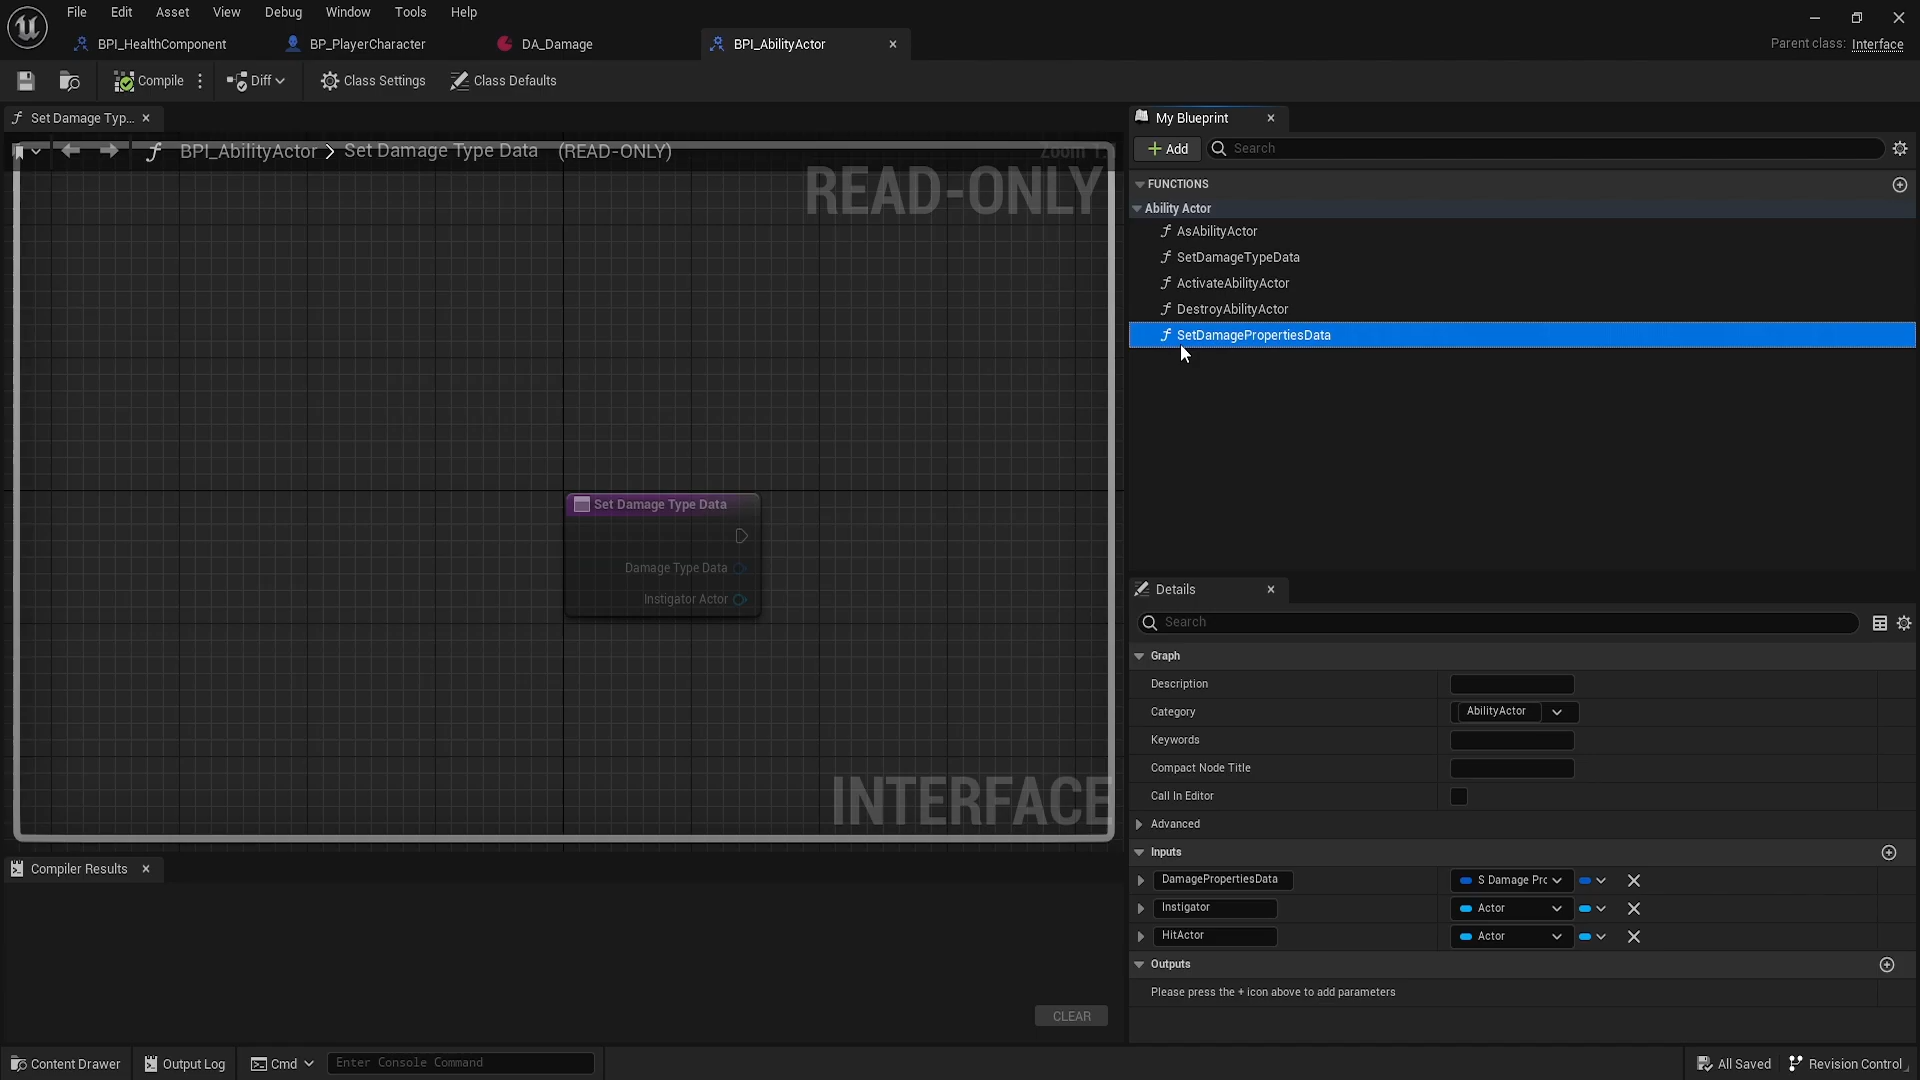 File Edit Asset View Debug Window Tools Help
BPI_HealthComponent BP_PlayerCharacter DA_Damage BPI_AbilityActor
Parent class: Interface
Compile Diff Class Settings Class Defaults
Set Damage Typ...
BPI_AbilityActor > Set Damage Type Data (READ-ONLY)
READ-ONLY
Set Damage Type Data
Damage Type Data
Instigator Actor
INTERFACE
Compiler Results
CLEAR
My Blueprint
+ Add Search
FUNCTIONS
Ability Actor
AsAbilityActor
SetDamageTypeData
ActivateAbilityActor
DestroyAbilityActor
SetDamagePropertiesData
Details
Search
Graph
Description
Category AbilityActor
Keywords
Compact Node Title
Call In Editor
Advanced
Inputs
DamagePropertiesData S Damage Prc
Instigator Actor
HitActor Actor
Outputs
Please press the + icon above to add parameters
Content Drawer Output Log Cmd Enter Console Command All Saved Revision Control